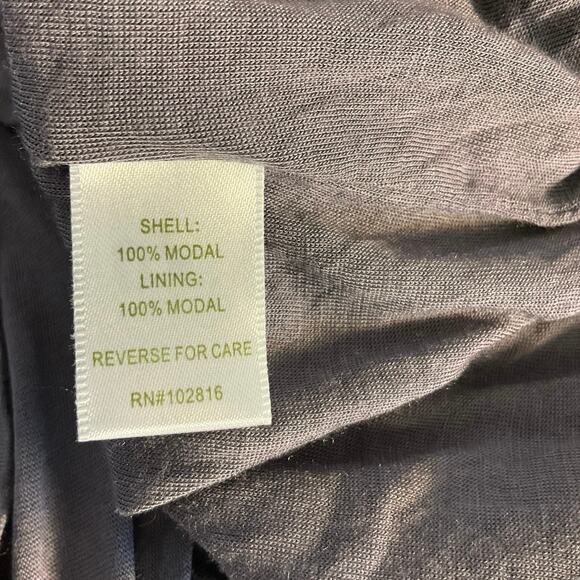 SHELL:
100% MODAL
LINING:
100% MODAL
REVERSE FOR CARE
RN#102816